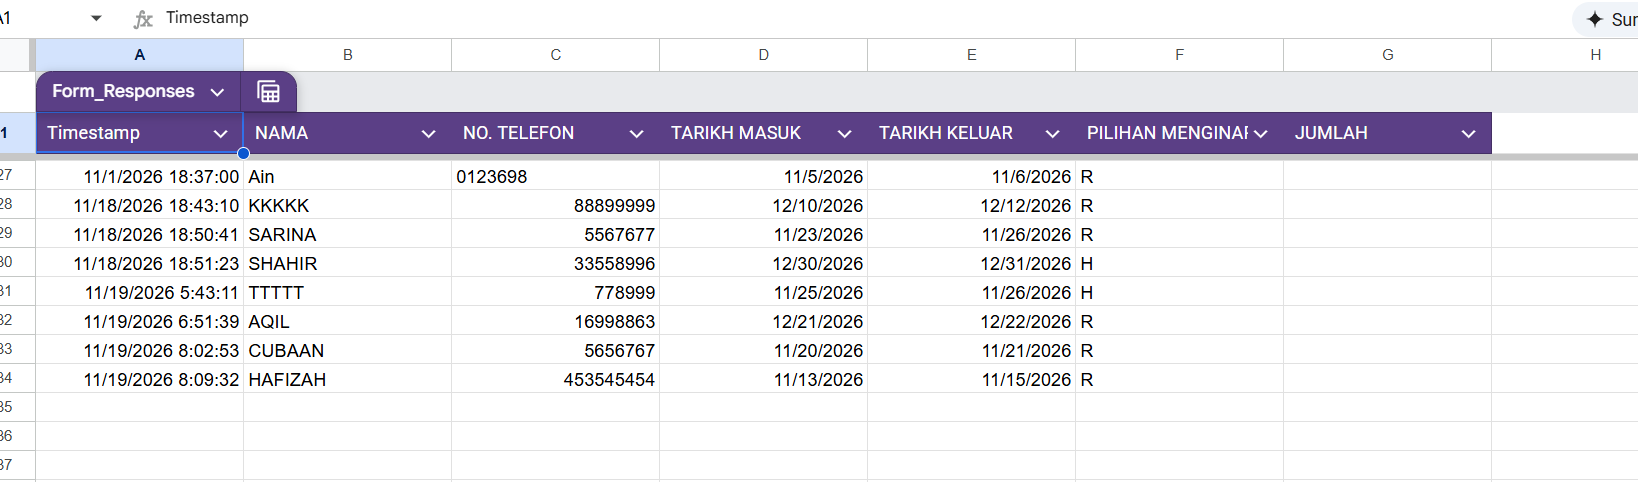 A1 fx Timestamp Sur
A B C D E F G H
Form_Responses
1 Timestamp NAMA NO. TELEFON TARIKH MASUK TARIKH KELUAR PILIHAN MENGINAP JUMLAH
27 11/1/2026 18:37:00 Ain 0123698 11/5/2026 11/6/2026 R
28 11/18/2026 18:43:10 KKKKK 88899999 12/10/2026 12/12/2026 R
29 11/18/2026 18:50:41 SARINA 5567677 11/23/2026 11/26/2026 R
30 11/18/2026 18:51:23 SHAHIR 33558996 12/30/2026 12/31/2026 H
31 11/19/2026 5:43:11 TTTTT 778999 11/25/2026 11/26/2026 H
32 11/19/2026 6:51:39 AQIL 16998863 12/21/2026 12/22/2026 R
33 11/19/2026 8:02:53 CUBAAN 5656767 11/20/2026 11/21/2026 R
34 11/19/2026 8:09:32 HAFIZAH 453545454 11/13/2026 11/15/2026 R
35
36
37